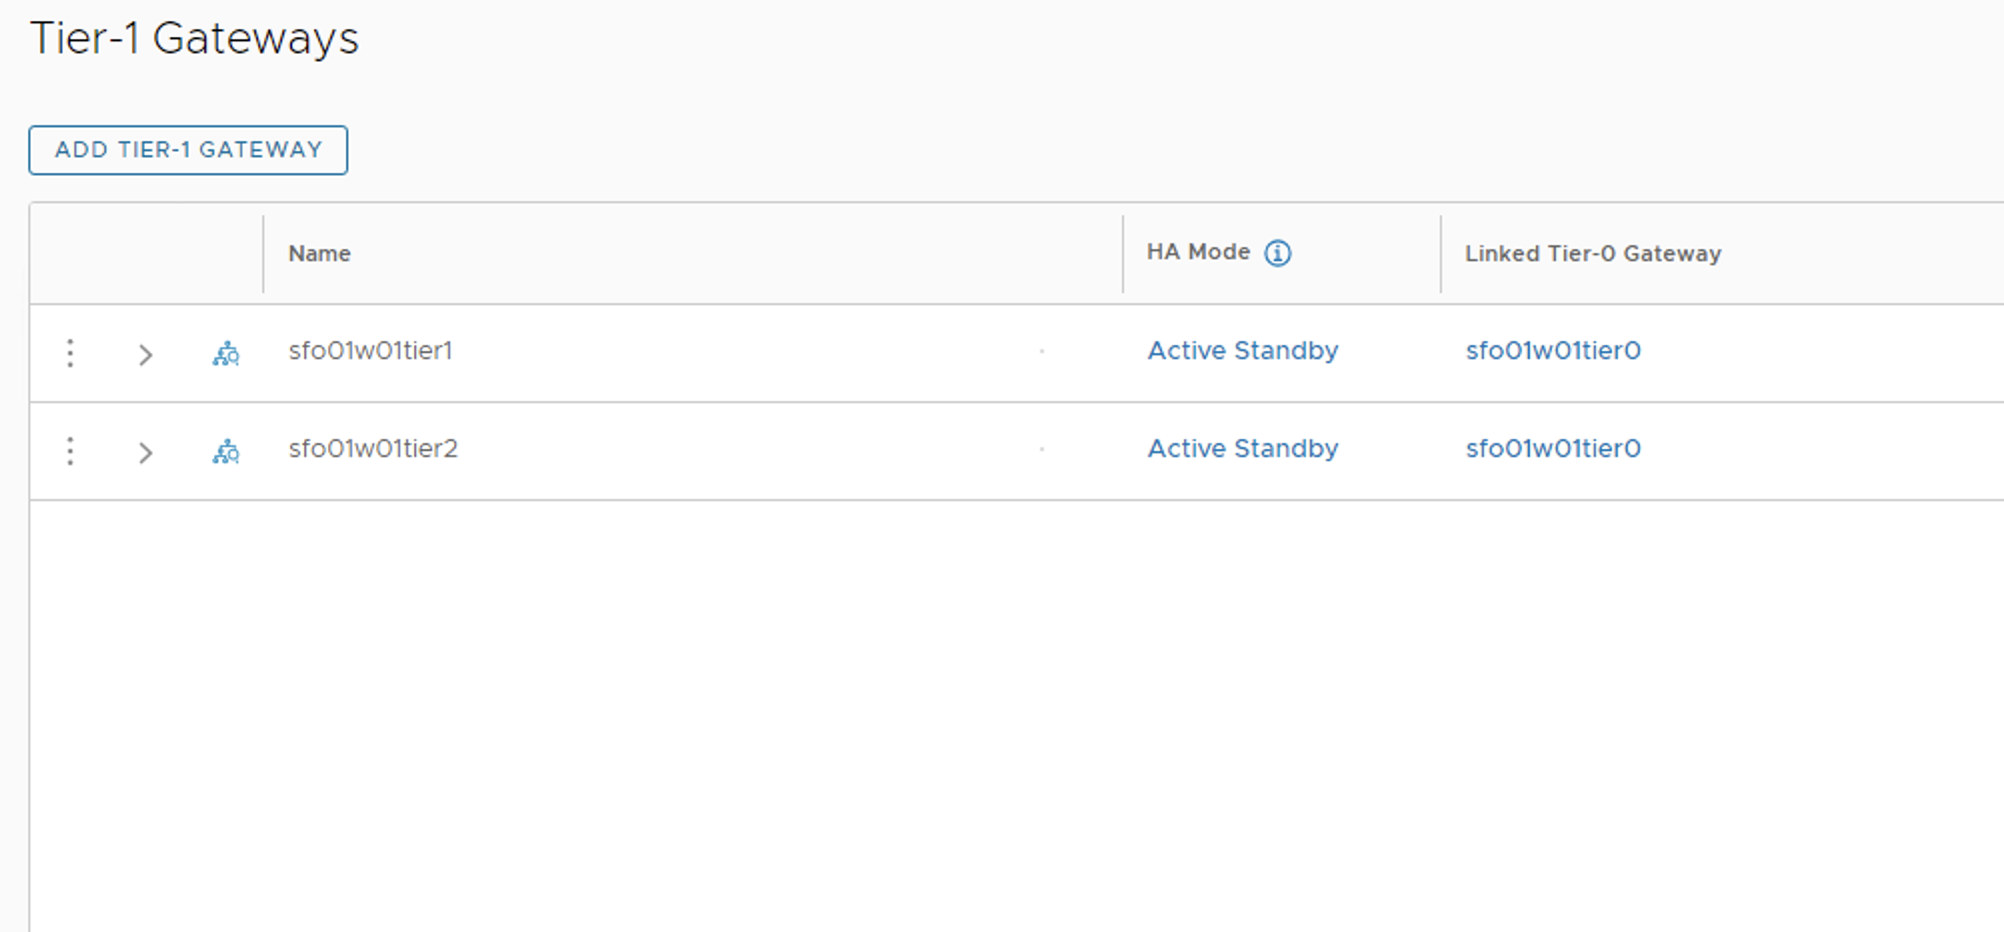 Tier-1 Gateways
ADD TIER-1 GATEWAY
Name HA Mode Linked Tier-0 Gateway
sfo01w01tier1 Active Standby sfo01w01tier0
sfo01w01tier2 Active Standby sfo01w01tier0